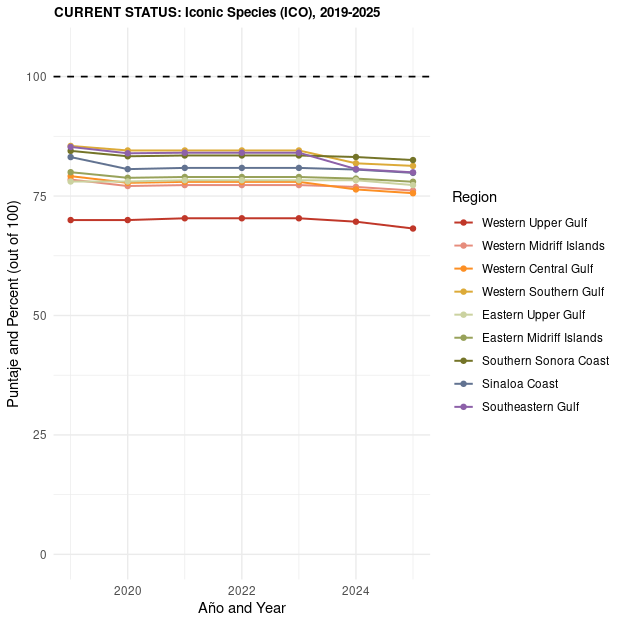 CURRENT STATUS: Iconic Species (ICO), 2019-2025
100
75
50
25
0
Puntaje and Percent (out of 100)
2020
2022
2024
Año and Year
Region
Western Upper Gulf
Western Midriff Islands
Western Central Gulf
Western Southern Gulf
Eastern Upper Gulf
Eastern Midriff Islands
Southern Sonora Coast
Sinaloa Coast
Southeastern Gulf